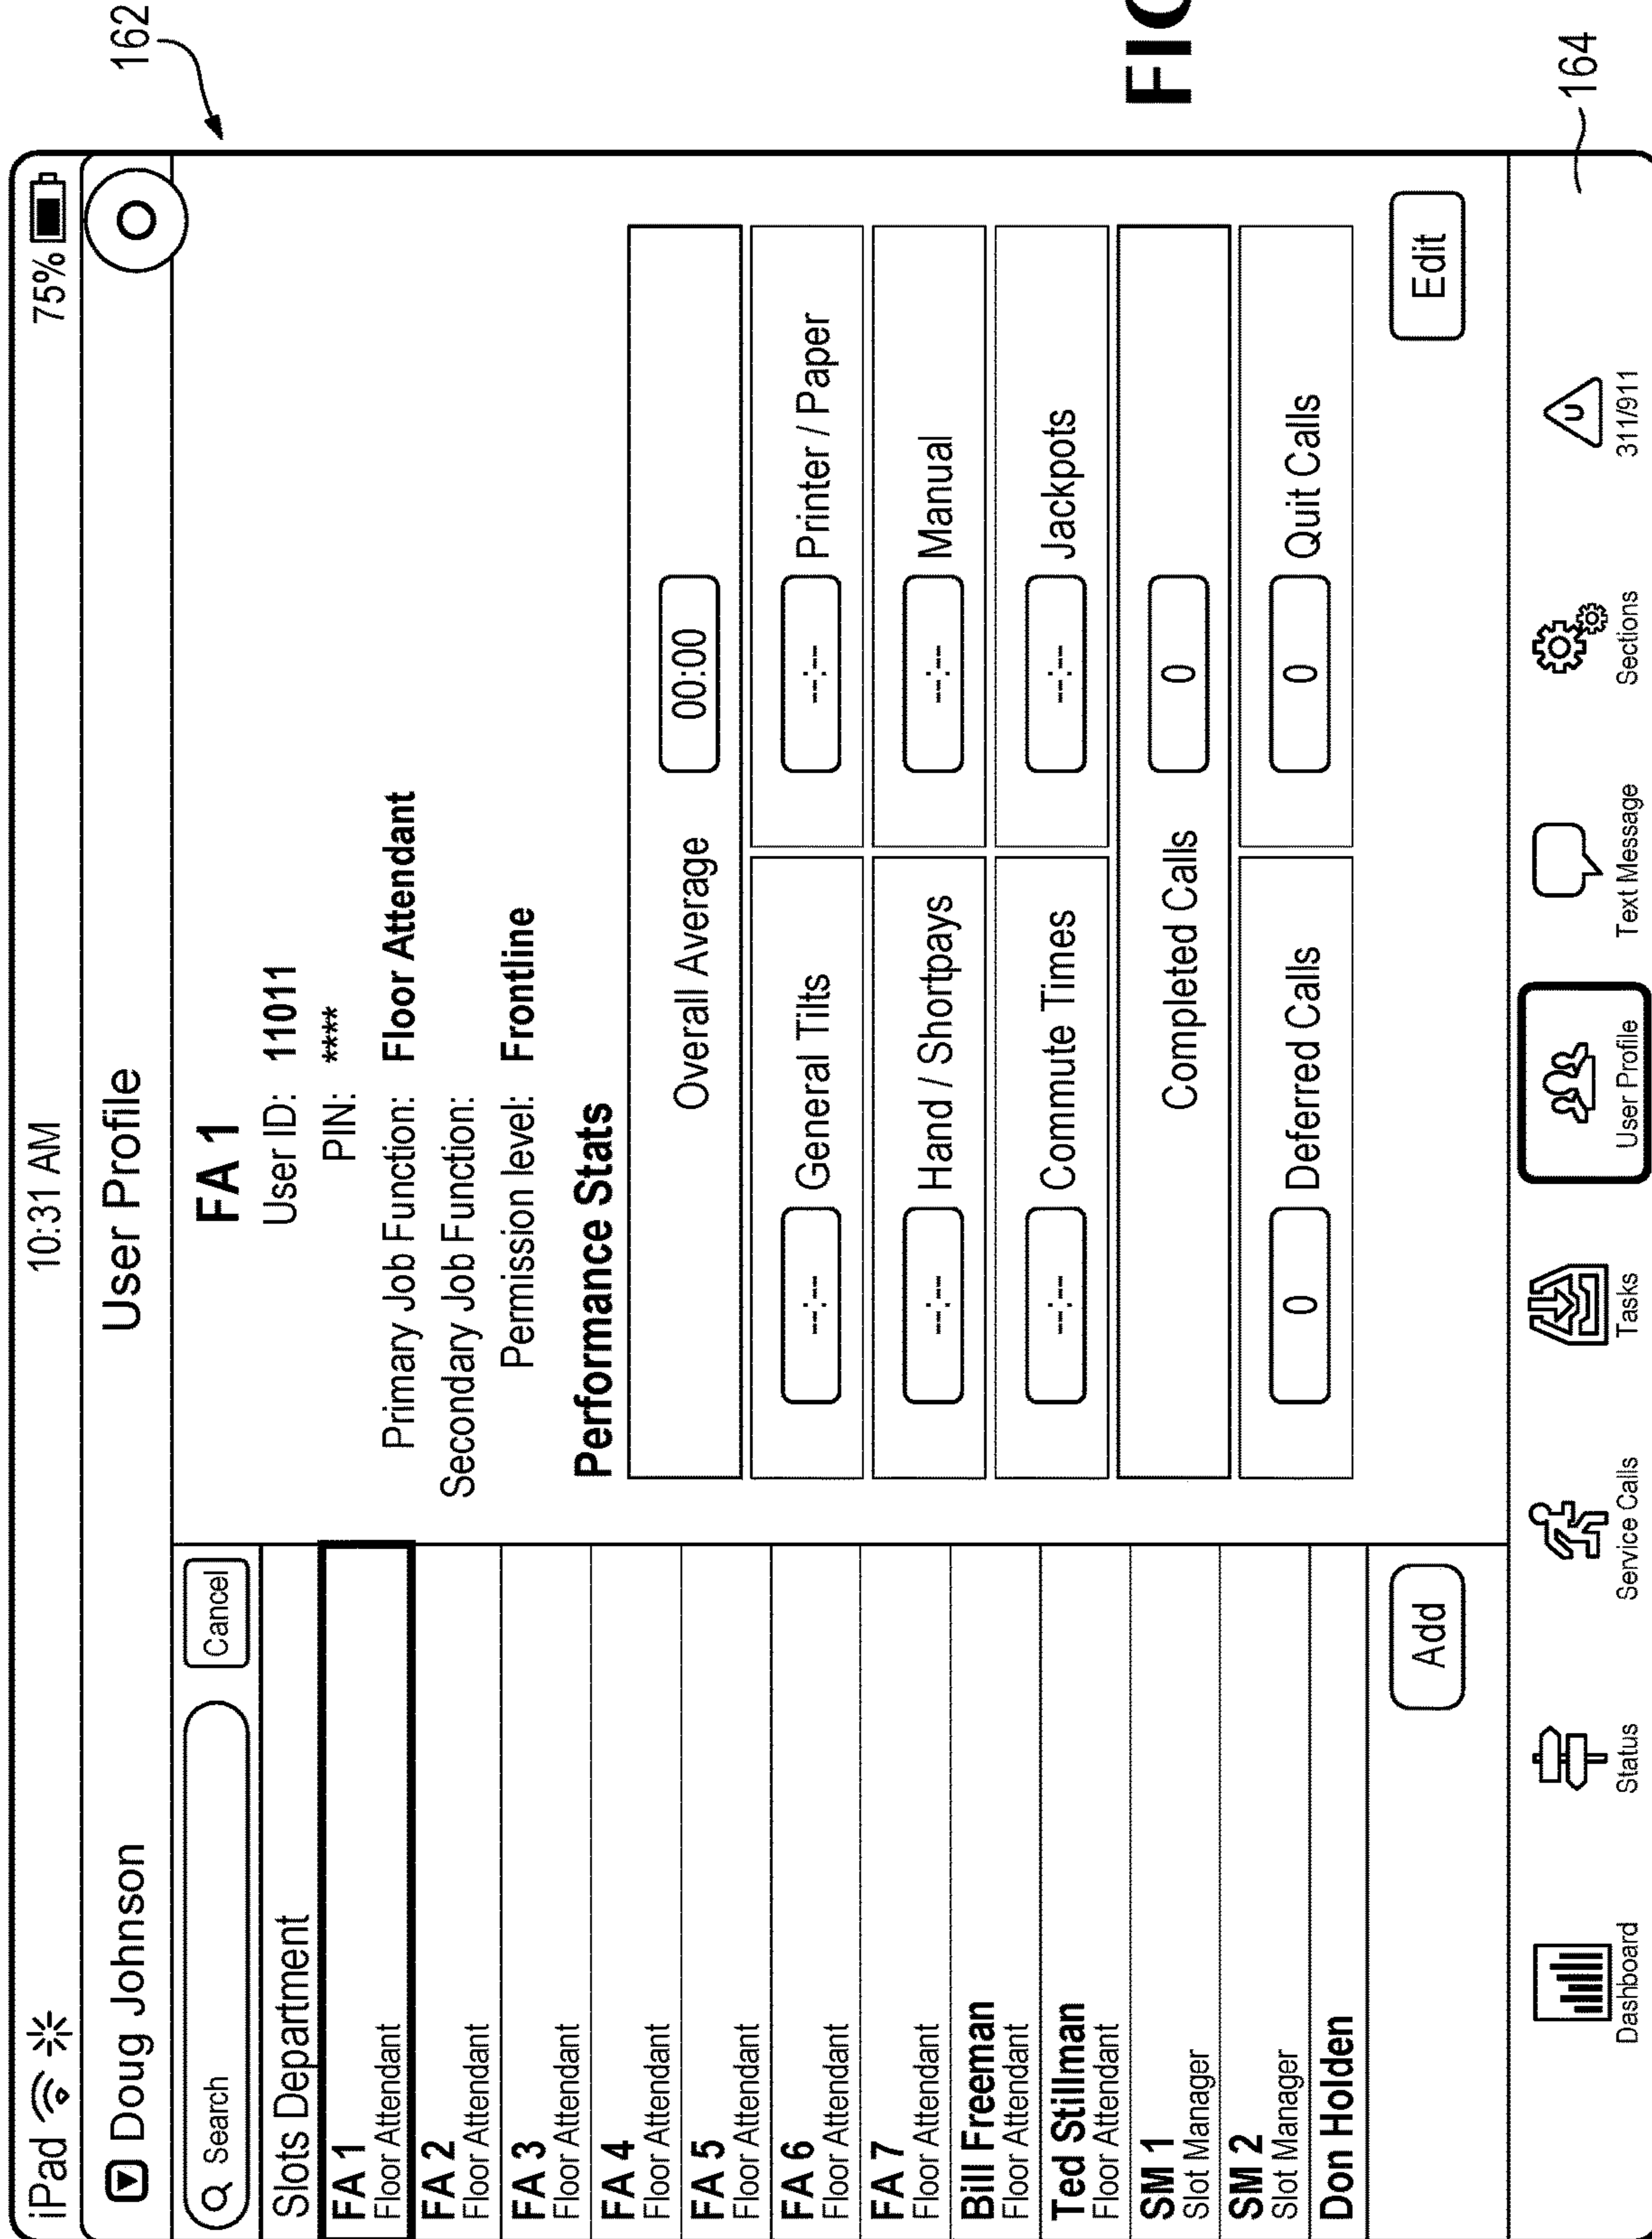 iPad 10:31 AM 75%
Doug Johnson User Profile
162
Search Cancel
Slots Department
FA 1
Floor Attendant
FA 2
Floor Attendant
FA 3
Floor Attendant
FA 4
Floor Attendant
FA 5
Floor Attendant
FA 6
Floor Attendant
FA 7
Floor Attendant
Bill Freeman
Floor Attendant
Ted Stillman
Floor Attendant
SM 1
Slot Manager
SM 2
Slot Manager
Don Holden
Add
FA 1
User ID: 11011
PIN: ****
Primary Job Function: Floor Attendant
Secondary Job Function:
Permission level: Frontline
Performance Stats
Overall Average 00:00
--:-- General Tilts --:-- Printer / Paper
--:-- Hand / Shortpays --:-- Manual
--:-- Commute Times --:-- Jackpots
Completed Calls 0
0 Deferred Calls 0 Quit Calls
Edit
Dashboard Status Service Calls Tasks User Profile Text Message Sections 311/911
164